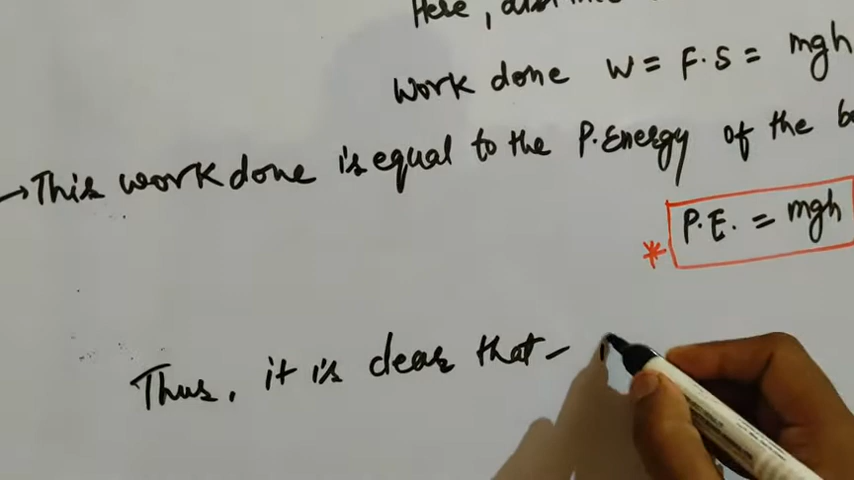 Here,
Work done W = F.S = mgh
→ This work done is equal to the P.Energy of the
P.E. = mgh
*
Thus, it is clear that –